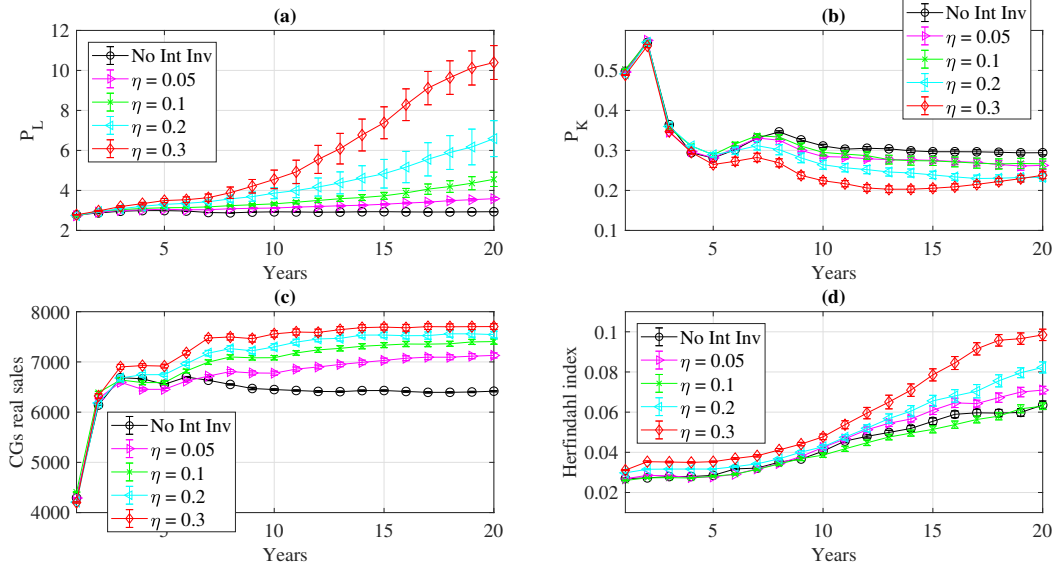 (a)
12
10
8
6
4
2
P_L
No Int Inv
η = 0.05
η = 0.1
η = 0.2
η = 0.3
5
10
15
20
Years
(b)
0.5
0.4
0.3
0.2
0.1
P_K
No Int Inv
η = 0.05
η = 0.1
η = 0.2
η = 0.3
5
10
15
20
Years
(c)
8000
7000
6000
5000
4000
CGs real sales
No Int Inv
η = 0.05
η = 0.1
η = 0.2
η = 0.3
5
10
15
20
Years
(d)
0.1
0.08
0.06
0.04
0.02
Herfindahl index
No Int Inv
η = 0.05
η = 0.1
η = 0.2
η = 0.3
5
10
15
20
Years